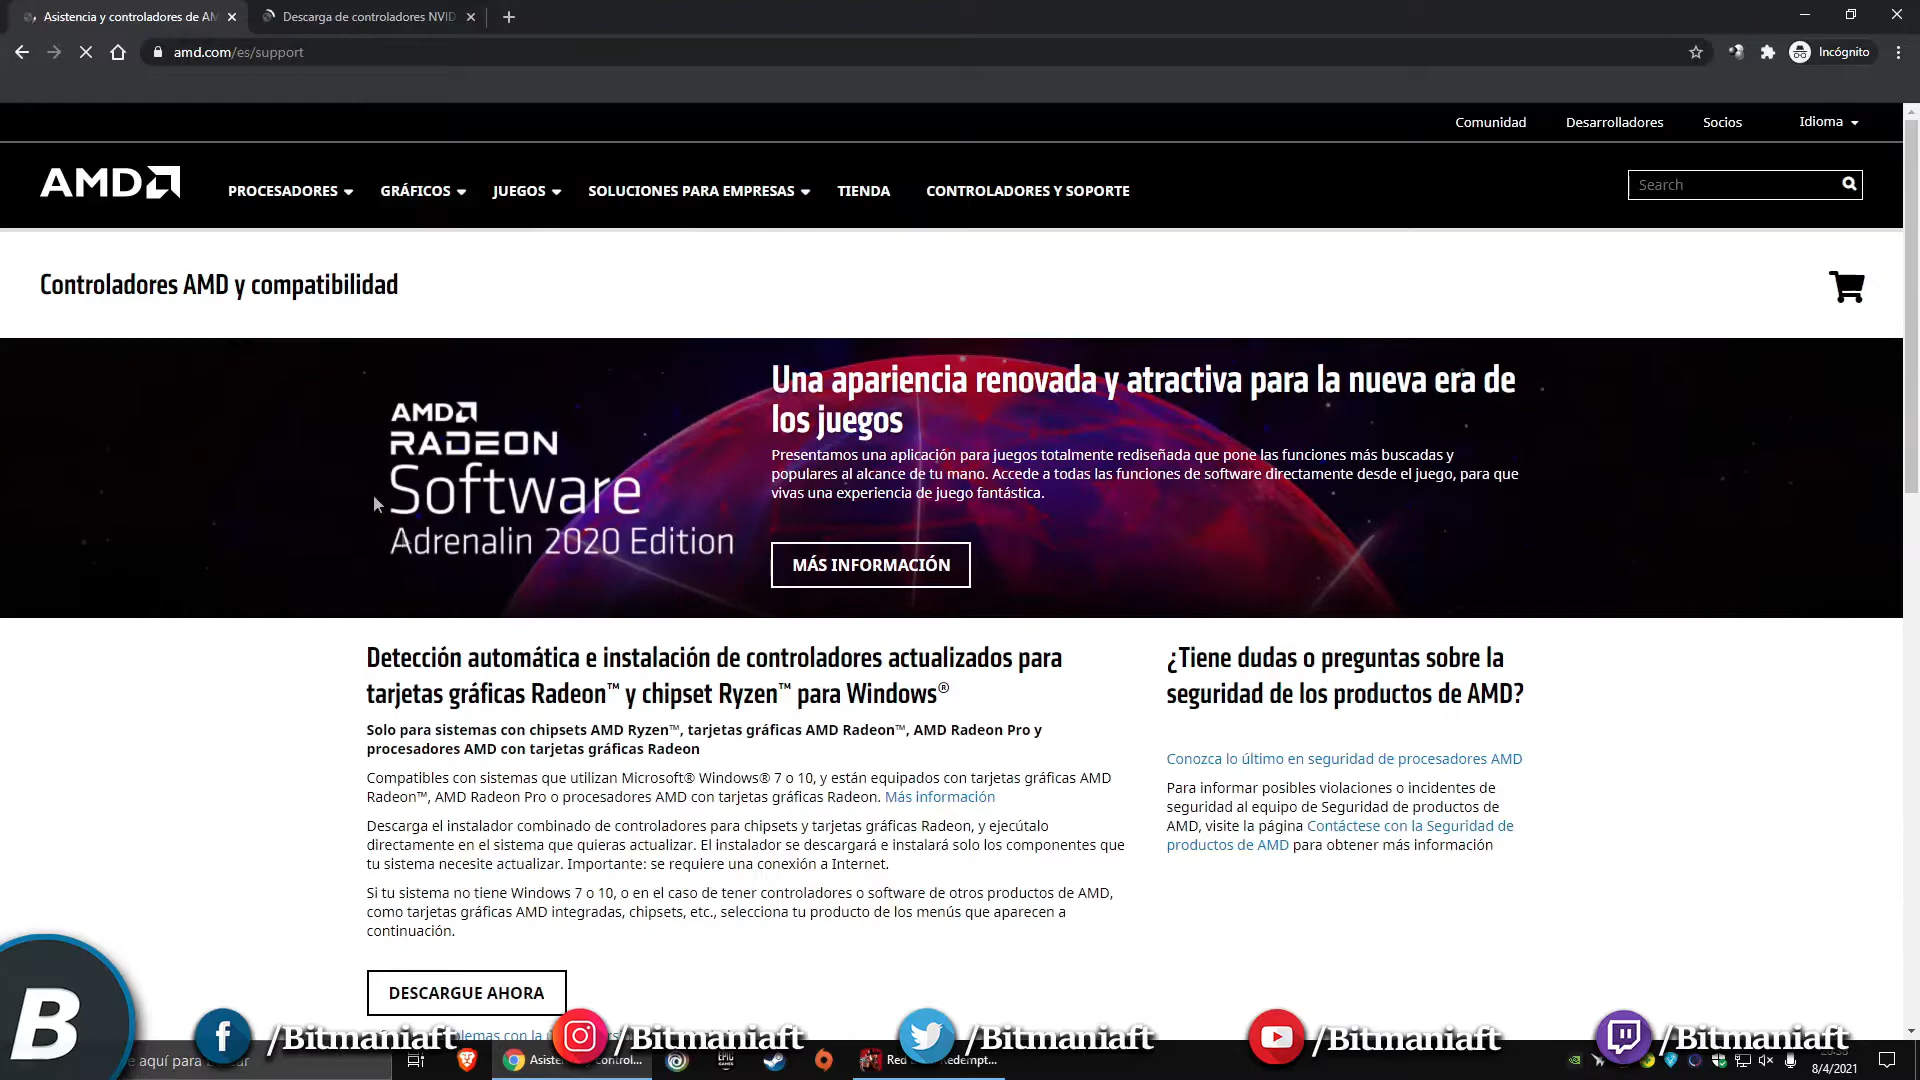 Asistencia y controladores de AM
Descarga de controladores NVID
amd.com/es/support
Incógnito
Comunidad
Desarrolladores
Socios
Idioma
AMD
PROCESADORES
GRÁFICOS
JUEGOS
SOLUCIONES PARA EMPRESAS
TIENDA
CONTROLADORES Y SOPORTE
Search
Controladores AMD y compatibilidad
AMD
RADEON
Software
Adrenalin 2020 Edition
Una apariencia renovada y atractiva para la nueva era de
los juegos
Presentamos una aplicación para juegos totalmente rediseñada que pone las funciones más buscadas y
populares al alcance de tu mano. Accede a todas las funciones de software directamente desde el juego, para que
vivas una experiencia de juego fantástica.
MÁS INFORMACIÓN
Detección automática e instalación de controladores actualizados para
tarjetas gráficas Radeon™ y chipset Ryzen™ para Windows®
Solo para sistemas con chipsets AMD Ryzen™, tarjetas gráficas AMD Radeon™, AMD Radeon Pro y
procesadores AMD con tarjetas gráficas Radeon
Compatibles con sistemas que utilizan Microsoft® Windows® 7 o 10, y están equipados con tarjetas gráficas AMD
Radeon™, AMD Radeon Pro o procesadores AMD con tarjetas gráficas Radeon. Más información
Descarga el instalador combinado de controladores para chipsets y tarjetas gráficas Radeon, y ejecútalo
directamente en el sistema que quieras actualizar. El instalador se descargará e instalará solo los componentes que
tu sistema necesite actualizar. Importante: se requiere una conexión a Internet.
Si tu sistema no tiene Windows 7 o 10, o en el caso de tener controladores o software de otros productos de AMD,
como tarjetas gráficas AMD integradas, chipsets, etc., selecciona tu producto de los menús que aparecen a
continuación.
DESCARGUE AHORA
¿Tiene dudas o preguntas sobre la
seguridad de los productos de AMD?
Conozca lo último en seguridad de procesadores AMD
Para informar posibles violaciones o incidentes de
seguridad al equipo de Seguridad de productos de
AMD, visite la página Contáctese con la Seguridad de
productos de AMD para obtener más información
B
/Bitmaniaft
/Bitmaniaft
/Bitmaniaft
/Bitmaniaft
/Bitmaniaft
aquí para
EPIC
GAMES
8/4/2021